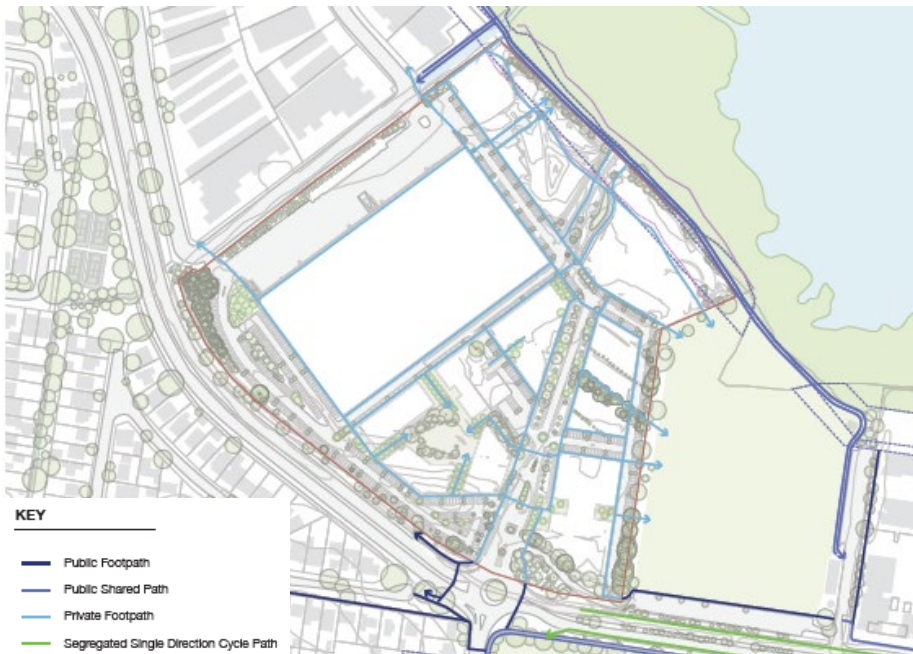 KEY
Public Footpath
Public Shared Path
Private Footpath
Segregated Single Direction Cycle Path